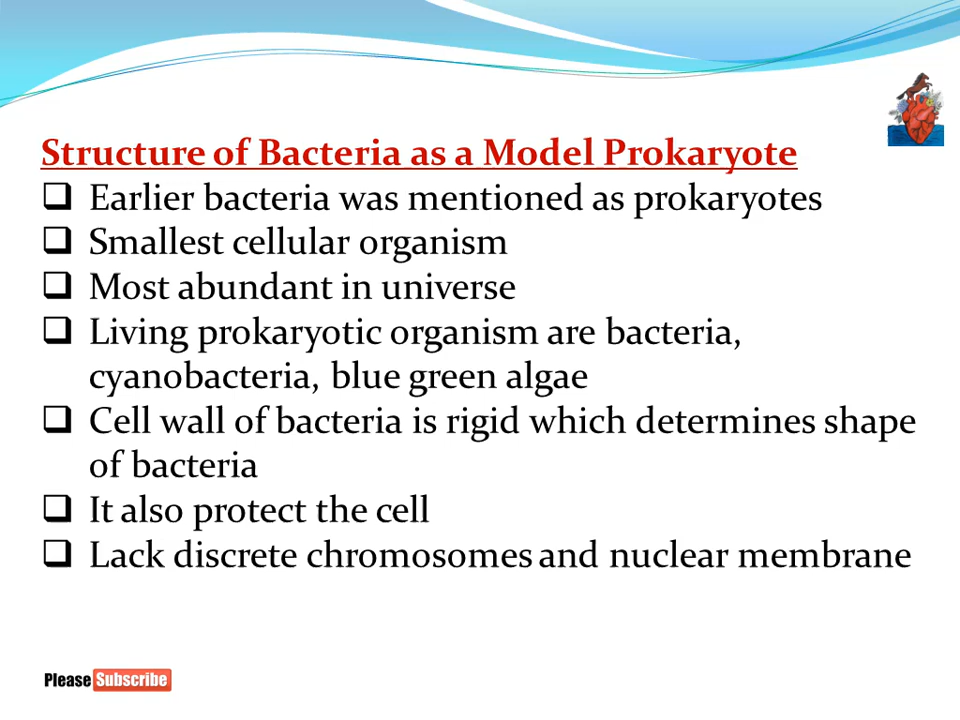 Structure of Bacteria as a Model Prokaryote
❑ Earlier bacteria was mentioned as prokaryotes
❑ Smallest cellular organism
❑ Most abundant in universe
❑ Living prokaryotic organism are bacteria,
cyanobacteria, blue green algae
❑ Cell wall of bacteria is rigid which determines shape
of bacteria
❑ It also protect the cell
❑ Lack discrete chromosomes and nuclear membrane
Please Subscribe